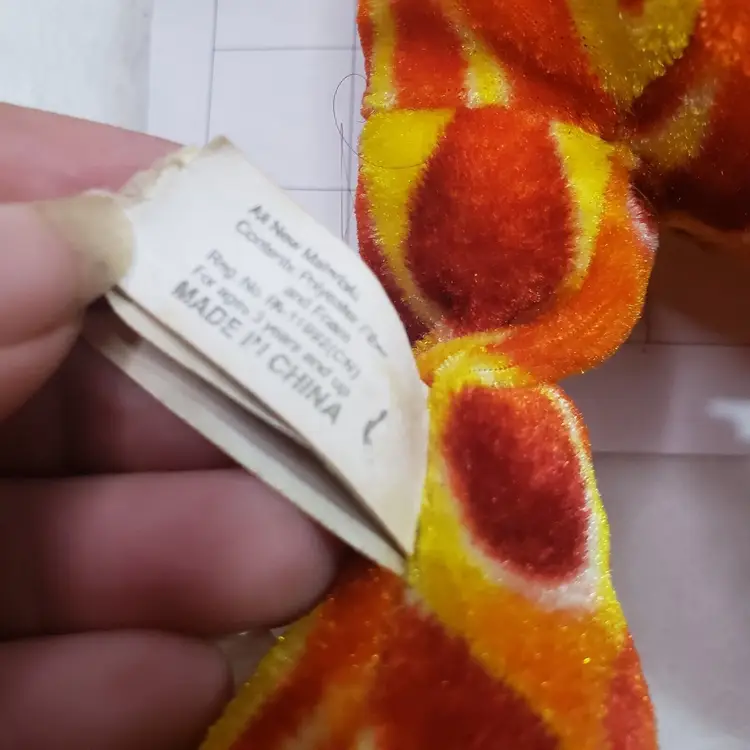 All New Material
Contents: Polyester Fiber
and Foam
Reg. No PA-11992(CN)
For ages 3 years and up
MADE IN CHINA